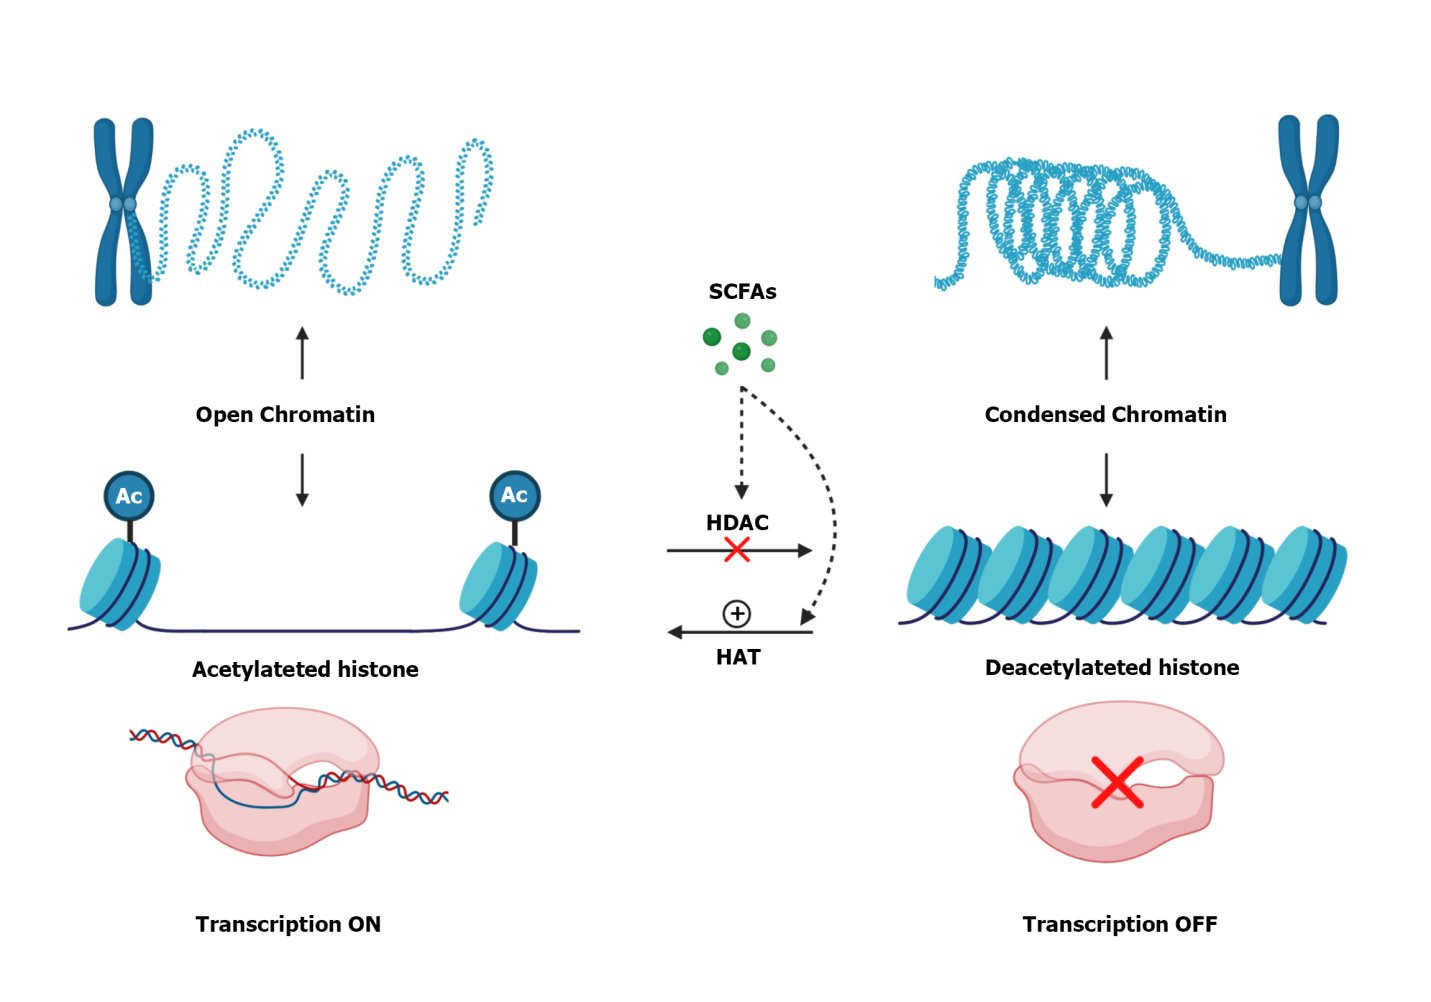 SCFAs
Open Chromatin
Condensed Chromatin
Ac
Ac
HDAC
+
HAT
Acetylateted histone
Deacetylateted histone
Transcription ON
Transcription OFF